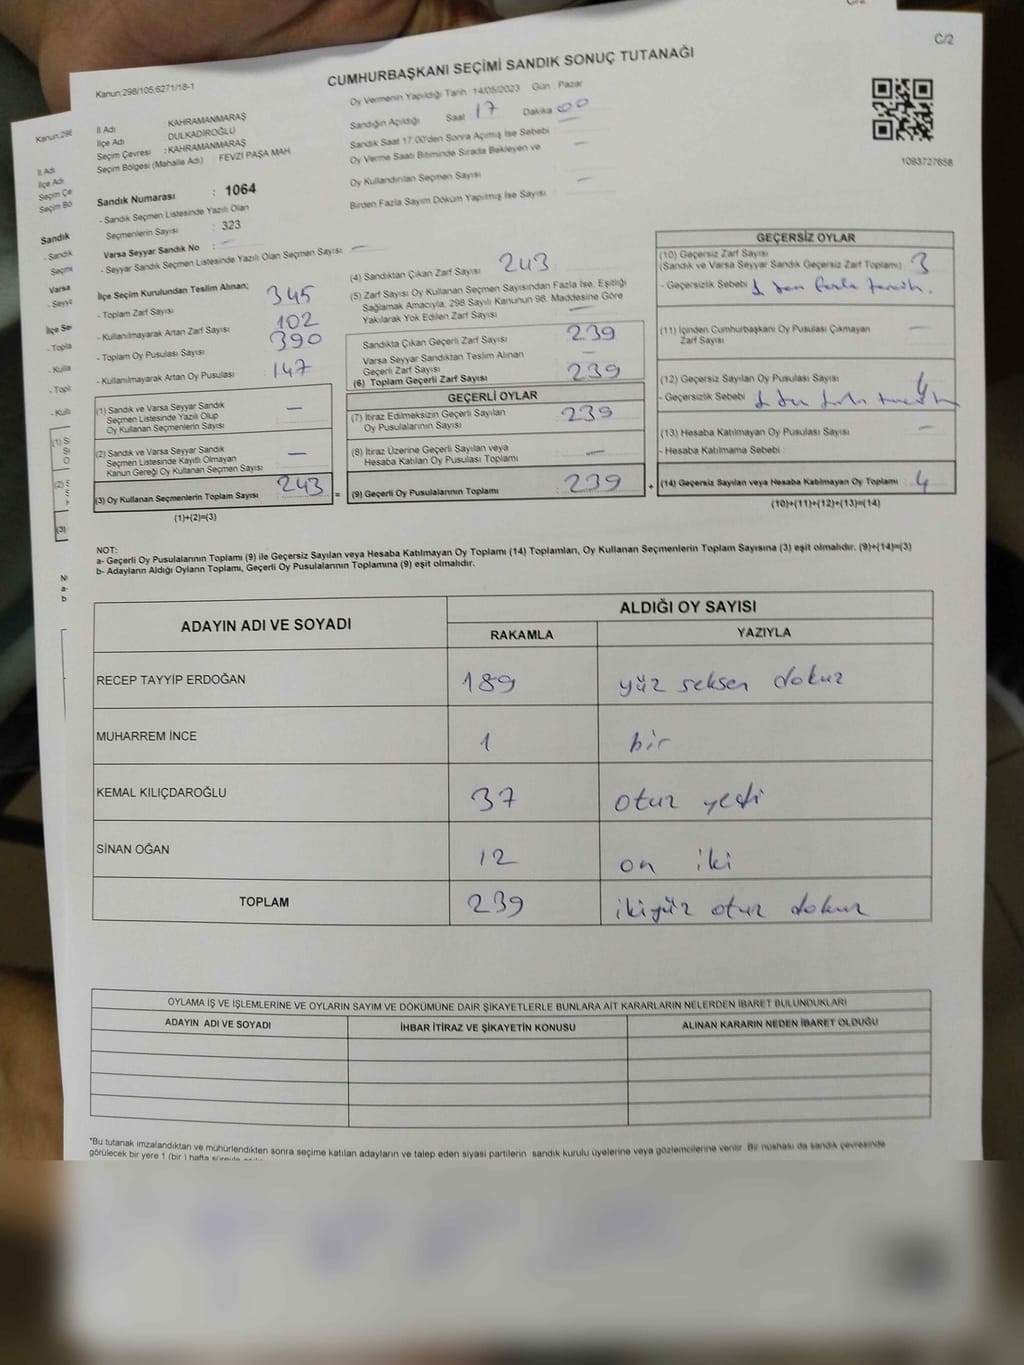 C/2
Kanun:298/105;6271/18-1
CUMHURBAŞKANI SEÇİMİ SANDIK SONUÇ TUTANAĞI
1093727658
İl Adı : KAHRAMANMARAŞ
İlçe Adı : DULKADİROĞLU
Seçim Çevresi : KAHRAMANMARAŞ
Seçim Bölgesi (Mahalle Adı) FEVZİ PAŞA MAH.
Sandık Numarası : 1064
- Sandık Seçmen Listesinde Yazılı Olan
Seçmenlerin Sayısı : 323
Varsa Seyyar Sandık No : —
- Seyyar Sandık Seçmen Listesinde Yazılı Olan Seçmen Sayısı: —
Oy Vermenin Yapıldığı Tarih :14/05/2023 Gün : Pazar
Sandığın Açıldığı Saat 17 Dakika 00
Sandık Saat 17:00'den Sonra Açılmış İse Sebebi —
Oy Verme Saati Bitiminde Sırada Bekleyen ve
Oy Kullandırılan Seçmen Sayısı —
Birden Fazla Sayım Döküm Yapılmış İse Sayısı —
İlçe Seçim Kurulundan Teslim Alınan;
- Toplam Zarf Sayısı 345
- Kullanılmayarak Artan Zarf Sayısı 102
- Toplam Oy Pusulası Sayısı 390
- Kullanılmayarak Artan Oy Pusulası 147
(1) Sandık ve Varsa Seyyar Sandık
Seçmen Listesinde Yazılı Olup
Oy Kullanan Seçmenlerin Sayısı —
(2) Sandık ve Varsa Seyyar Sandık
Seçmen Listesinde Kayıtlı Olmayan
Kanun Gereği Oy Kullanan Seçmen Sayısı —
(3) Oy Kullanan Seçmenlerin Toplam Sayısı 243 =
(1)+(2)=(3)
(4) Sandıktan Çıkan Zarf Sayısı 243
(5) Zarf Sayısı Oy Kullanan Seçmen Sayısından Fazla İse, Eşitliği
Sağlamak Amacıyla, 298 Sayılı Kanunun 98. Maddesine Göre
Yakılarak Yok Edilen Zarf Sayısı —
Sandıkta Çıkan Geçerli Zarf Sayısı 239
Varsa Seyyar Sandıktan Teslim Alınan
Geçerli Zarf Sayısı —
(6) Toplam Geçerli Zarf Sayısı 239
GEÇERLİ OYLAR
(7) İtiraz Edilmeksizin Geçerli Sayılan
Oy Pusulalarının Sayısı 239
(8) İtiraz Üzerine Geçerli Sayılan veya
Hesaba Katılan Oy Pusulası Toplamı —
(9) Geçerli Oy Pusulalarının Toplamı 239 +
GEÇERSİZ OYLAR
(10) Geçersiz Zarf Sayısı
(Sandık ve Varsa Seyyar Sandık Geçersiz Zarf Toplamı) 3
- Geçersizlik Sebebi 1 den fazla
(11) İçinden Cumhurbaşkanı Oy Pusulası Çıkmayan
Zarf Sayısı —
(12) Geçersiz Sayılan Oy Pusulası Sayısı 4
- Geçersizlik Sebebi
(13) Hesaba Katılmayan Oy Pusulası Sayısı —
- Hesaba Katılmama Sebebi :
(14) Geçersiz Sayılan veya Hesaba Katılmayan Oy Toplamı 4
(10)+(11)+(12)+(13)=(14)
NOT:
a- Geçerli Oy Pusulalarının Toplamı (9) ile Geçersiz Sayılan veya Hesaba Katılmayan Oy Toplamı (14) Toplamları, Oy Kullanan Seçmenlerin Toplam Sayısına (3) eşit olmalıdır. (9)+(14)=(3)
b- Adayların Aldığı Oyların Toplamı, Geçerli Oy Pusulalarının Toplamına (9) eşit olmalıdır.
ADAYIN ADI VE SOYADI ALDIĞI OY SAYISI
RAKAMLA YAZIYLA
RECEP TAYYİP ERDOĞAN 189 yüz seksen dokuz
MUHARREM İNCE 1 bir
KEMAL KILIÇDAROĞLU 37 otuz yedi
SİNAN OĞAN 12 on iki
TOPLAM 239 ikiyüz otuz dokuz
OYLAMA İŞ VE İŞLEMLERİNE VE OYLARIN SAYIM VE DÖKÜMÜNE DAİR ŞİKAYETLERLE BUNLARA AİT KARARLARIN NELERDEN İBARET BULUNDUKLARI
ADAYIN ADI VE SOYADI İHBAR İTİRAZ VE ŞİKAYETİN KONUSU ALINAN KARARIN NEDEN İBARET OLDUĞU
*Bu tutanak imzalandıktan ve mühürlendikten sonra seçime katılan adayların ve talep eden siyasi partilerin sandık kurulu üyelerine veya gözlemcilerine verilir. Bir nüshası da sandık çevresinde
görülecek bir yere 1 (bir ) hafta